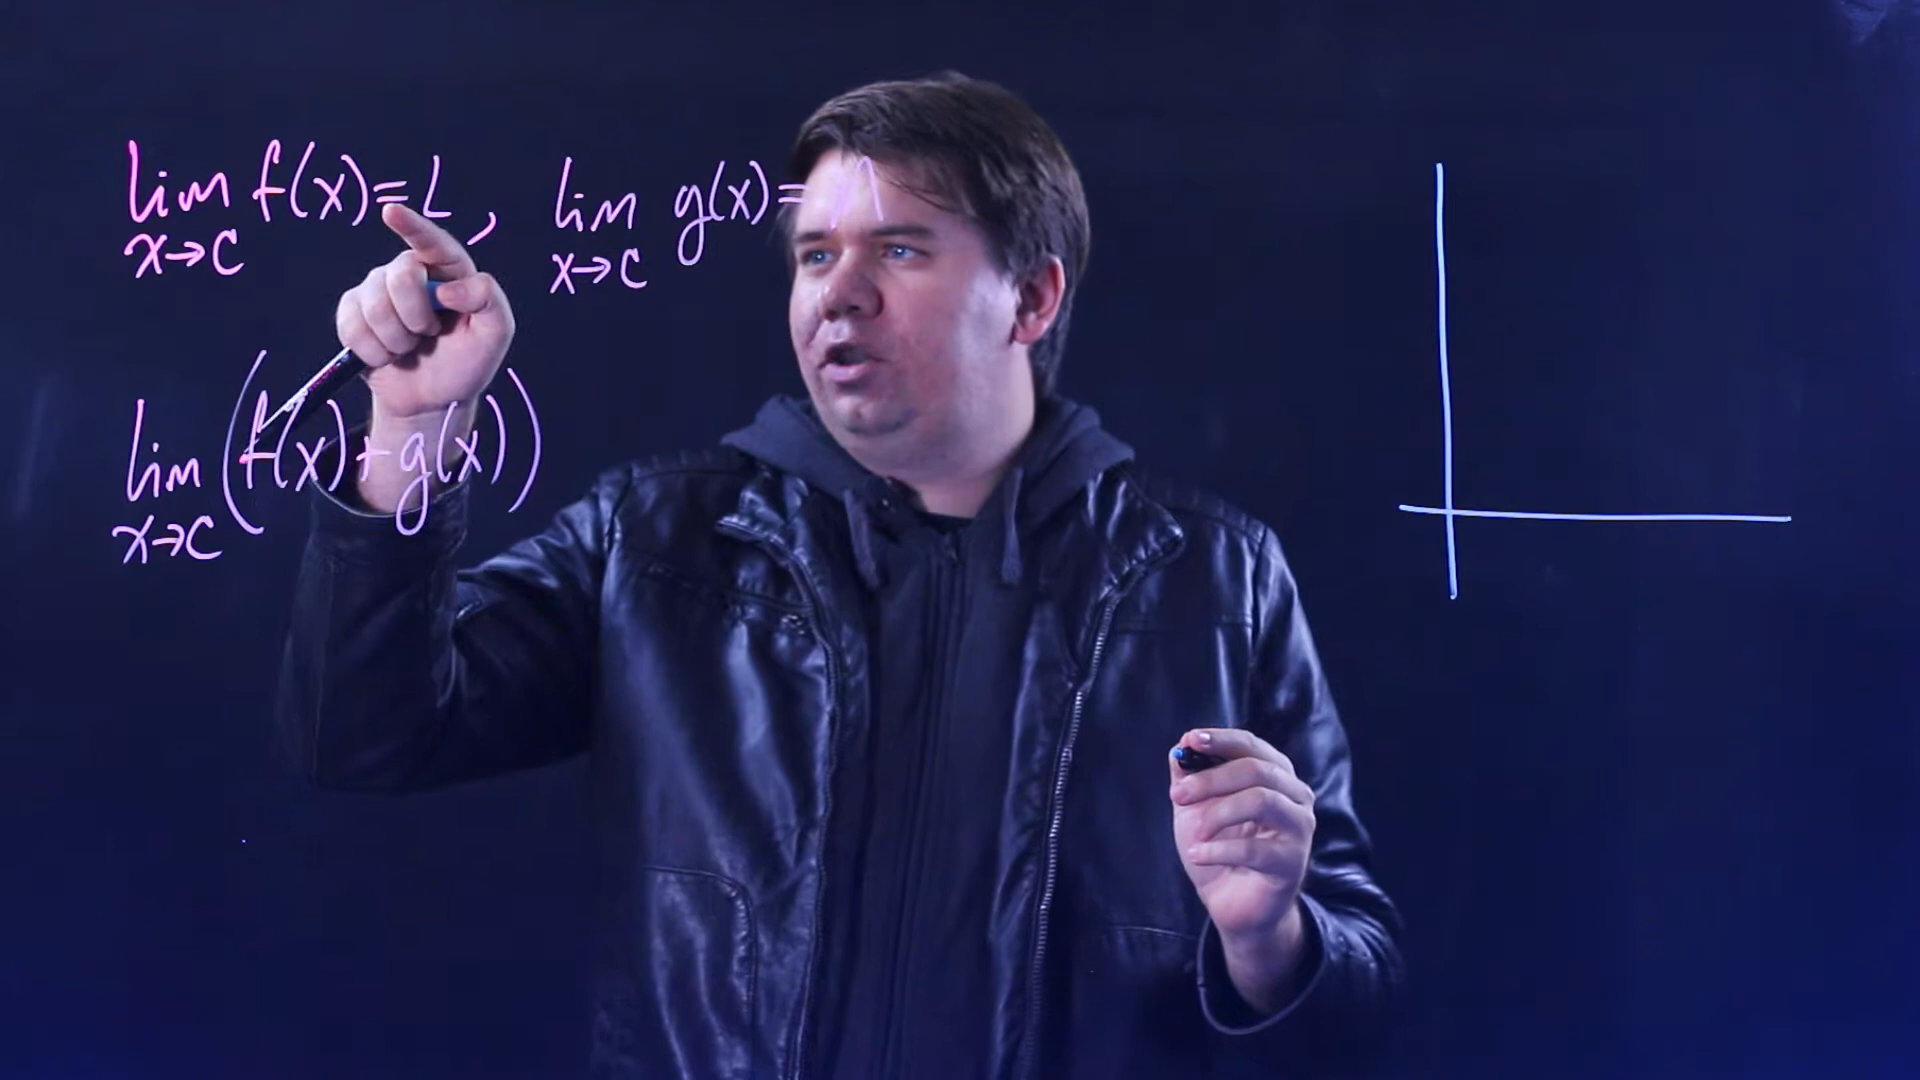 lim f(x)=L, lim g(x)=M
x→c x→c
lim (f(x)+g(x))
x→c